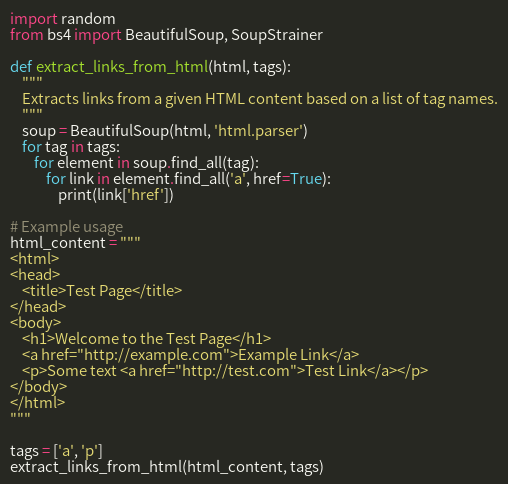 import random
from bs4 import BeautifulSoup, SoupStrainer

def extract_links_from_html(html, tags):
    """
    Extracts links from a given HTML content based on a list of tag names.
    """
    soup = BeautifulSoup(html, 'html.parser')
    for tag in tags:
        for element in soup.find_all(tag):
            for link in element.find_all('a', href=True):
                print(link['href'])

# Example usage
html_content = """
<html>
<head>
    <title>Test Page</title>
</head>
<body>
    <h1>Welcome to the Test Page</h1>
    <a href="http://example.com">Example Link</a>
    <p>Some text <a href="http://test.com">Test Link</a></p>
</body>
</html>
"""

tags = ['a', 'p']
extract_links_from_html(html_content, tags)